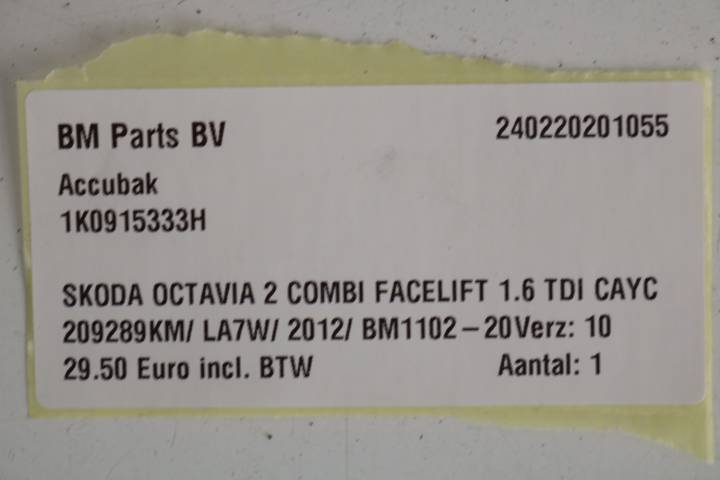 BM Parts BV 240220201055
Accubak
1K0915333H
SKODA OCTAVIA 2 COMBI FACELIFT 1.6 TDI CAYC
209289KM/ LA7W/ 2012/ BM1102-20Verz: 10
29.50 Euro incl. BTW Aantal: 1